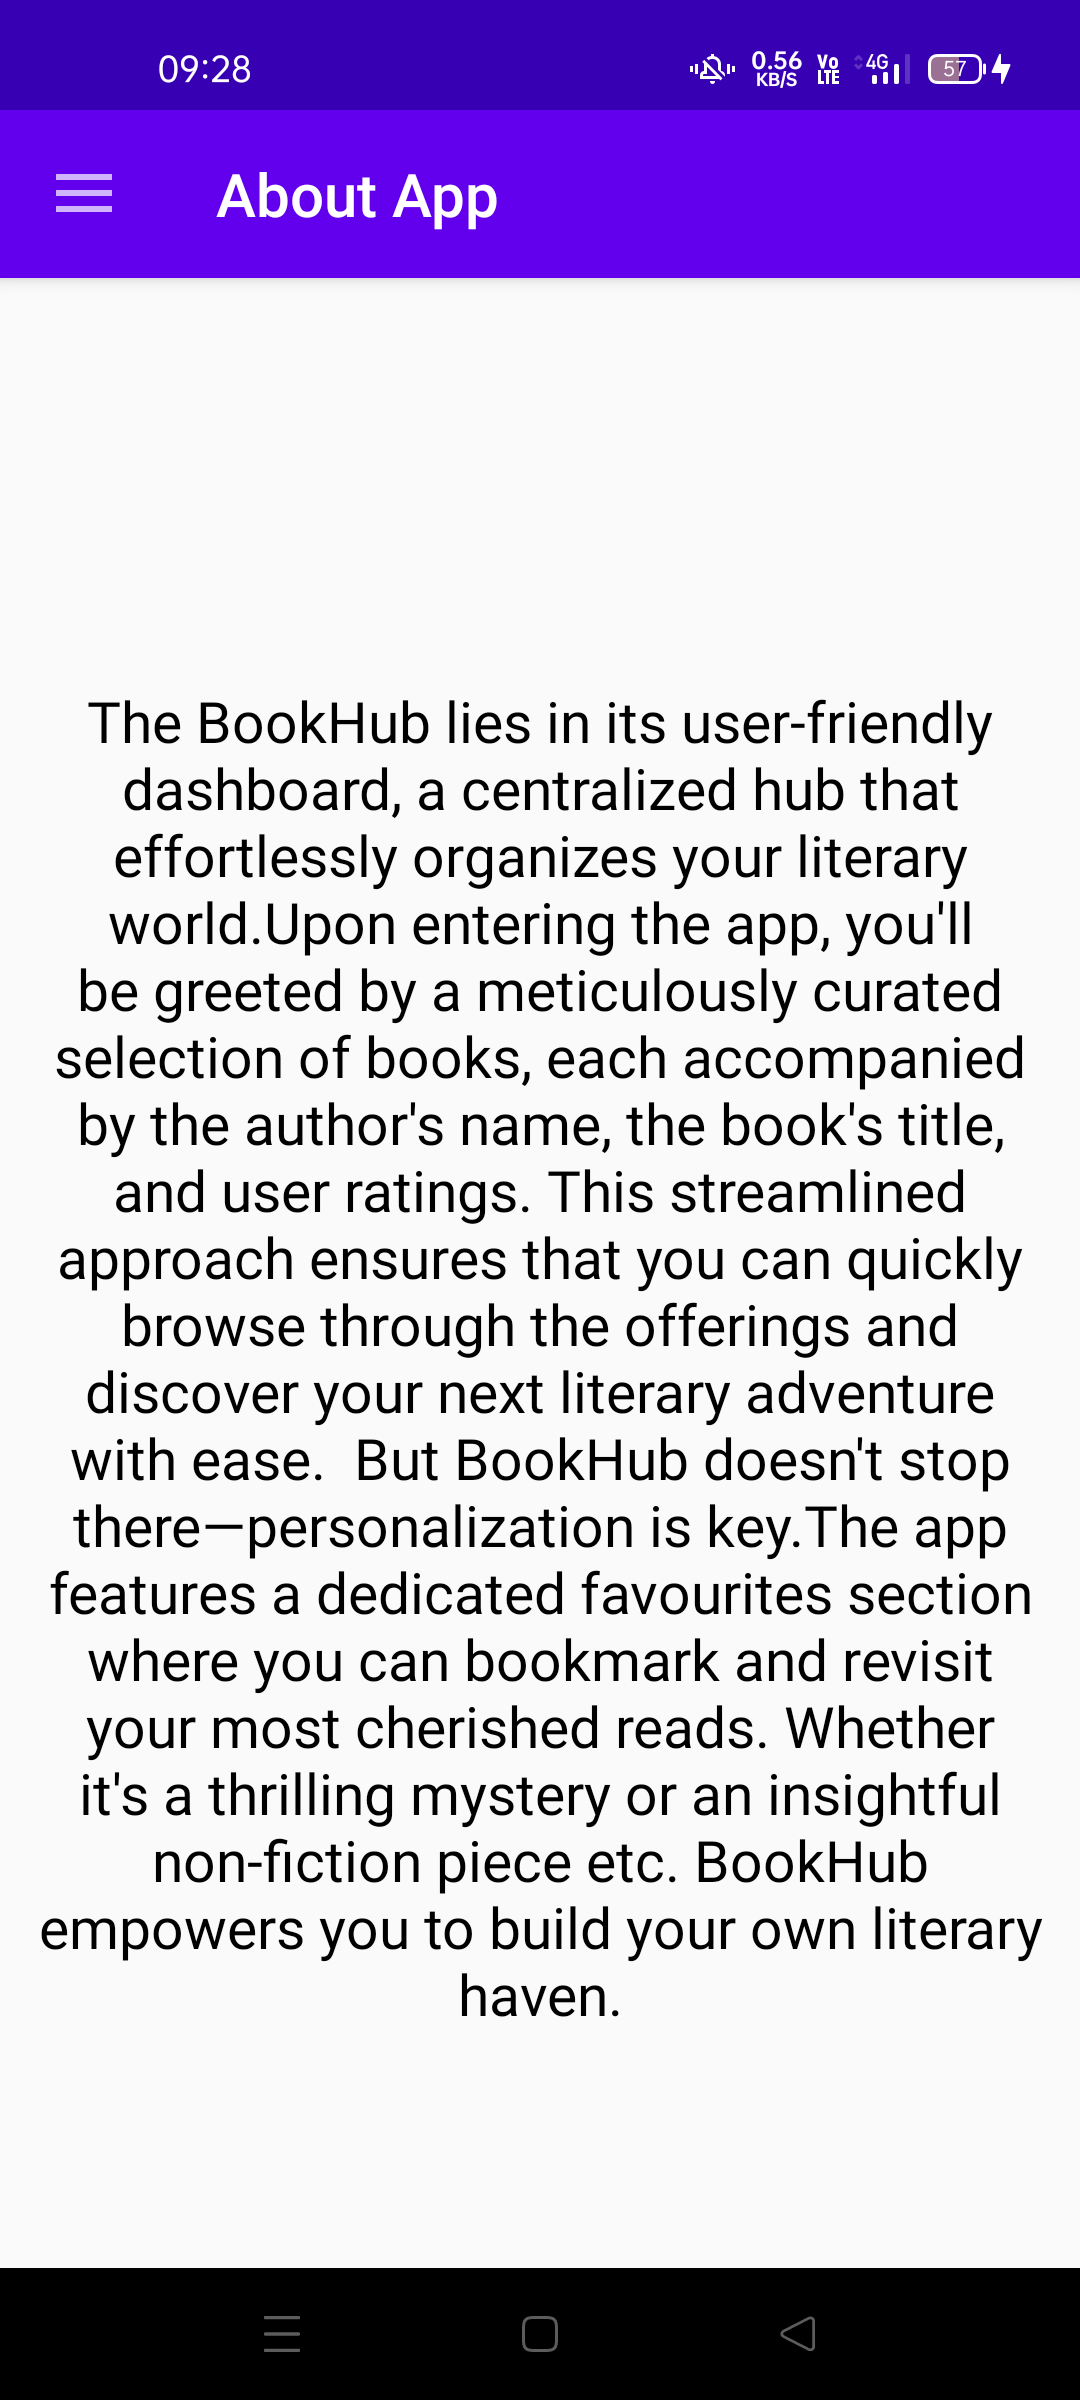 09:28
0.56
KB/S
Vo
LTE
4G
57
About App
The BookHub lies in its user-friendly
dashboard, a centralized hub that
effortlessly organizes your literary
world.Upon entering the app, you'll
be greeted by a meticulously curated
selection of books, each accompanied
by the author's name, the book's title,
and user ratings. This streamlined
approach ensures that you can quickly
browse through the offerings and
discover your next literary adventure
with ease.  But BookHub doesn't stop
there—personalization is key.The app
features a dedicated favourites section
where you can bookmark and revisit
your most cherished reads. Whether
it's a thrilling mystery or an insightful
non-fiction piece etc. BookHub
empowers you to build your own literary
haven.